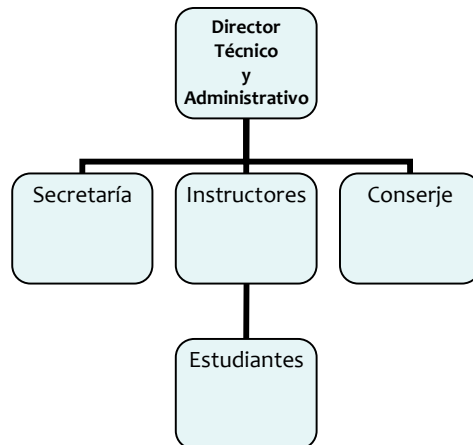 Director
Técnico
y
Administrativo
Secretaría
Instructores
Conserje
Estudiantes